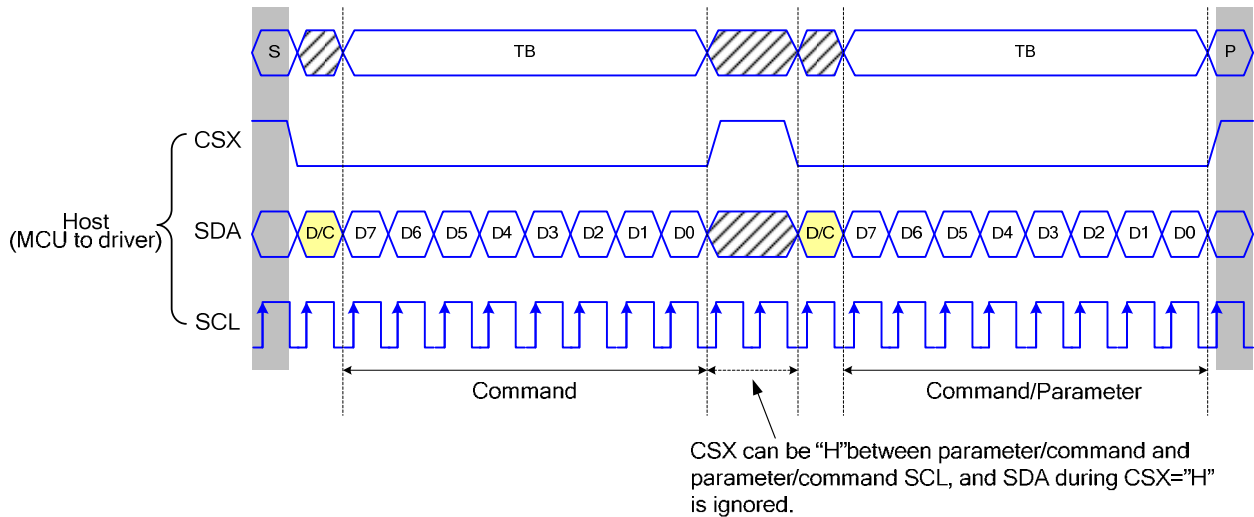 S TB TB P
CSX
Host
(MCU to driver)
SDA D/C D7 D6 D5 D4 D3 D2 D1 D0 D/C D7 D6 D5 D4 D3 D2 D1 D0
SCL
Command Command/Parameter
CSX can be “H”between parameter/command and
parameter/command SCL, and SDA during CSX=”H”
is ignored.